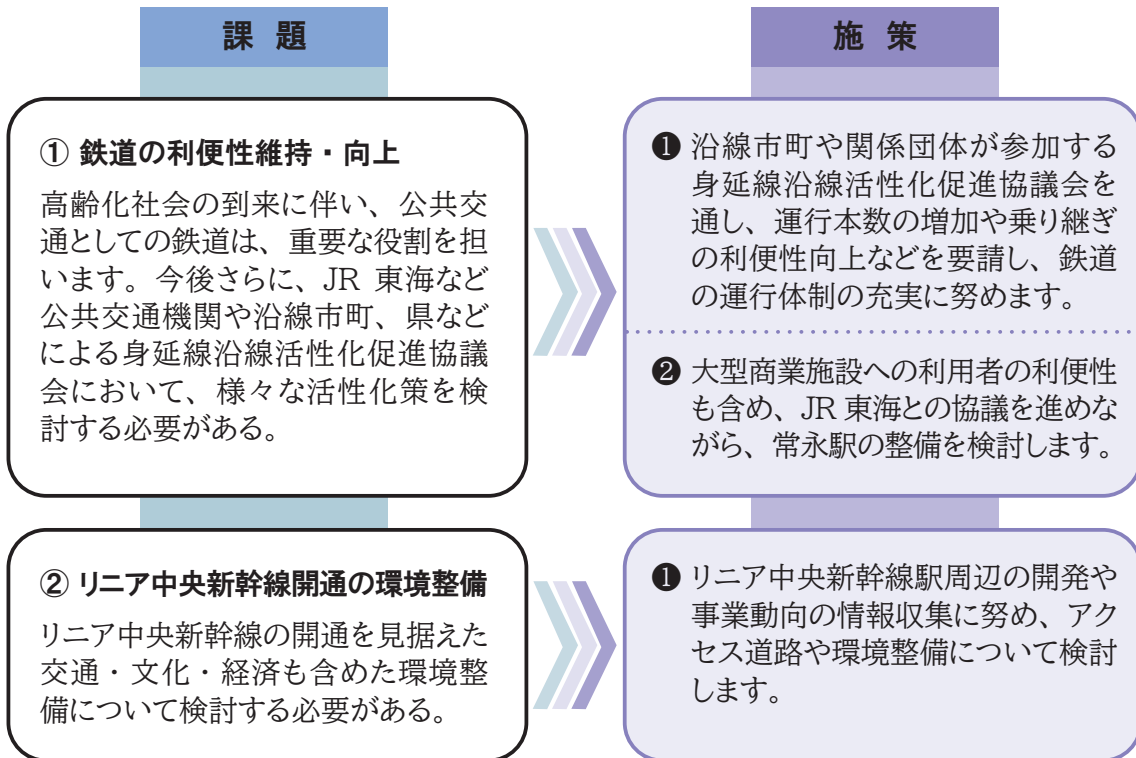 課 題
① 鉄道の利便性維持・向上
高齢化社会の到来に伴い、公共交
通としての鉄道は、重要な役割を担
います。今後さらに、JR 東海など
公共交通機関や沿線市町、県など
による身延線沿線活性化促進協議
会において、様々な活性化策を検
討する必要がある。
施 策
❶ 沿線市町や関係団体が参加する
身延線沿線活性化促進協議会を
通し、運行本数の増加や乗り継ぎ
の利便性向上などを要請し、鉄道
の運行体制の充実に努めます。
❷ 大型商業施設への利用者の利便性
も含め、JR 東海との協議を進めな
がら、常永駅の整備を検討します。
② リニア中央新幹線開通の環境整備
リニア中央新幹線の開通を見据えた
交通・文化・経済も含めた環境整
備について検討する必要がある。
❶ リニア中央新幹線駅周辺の開発や
事業動向の情報収集に努め、アク
セス道路や環境整備について検討
します。